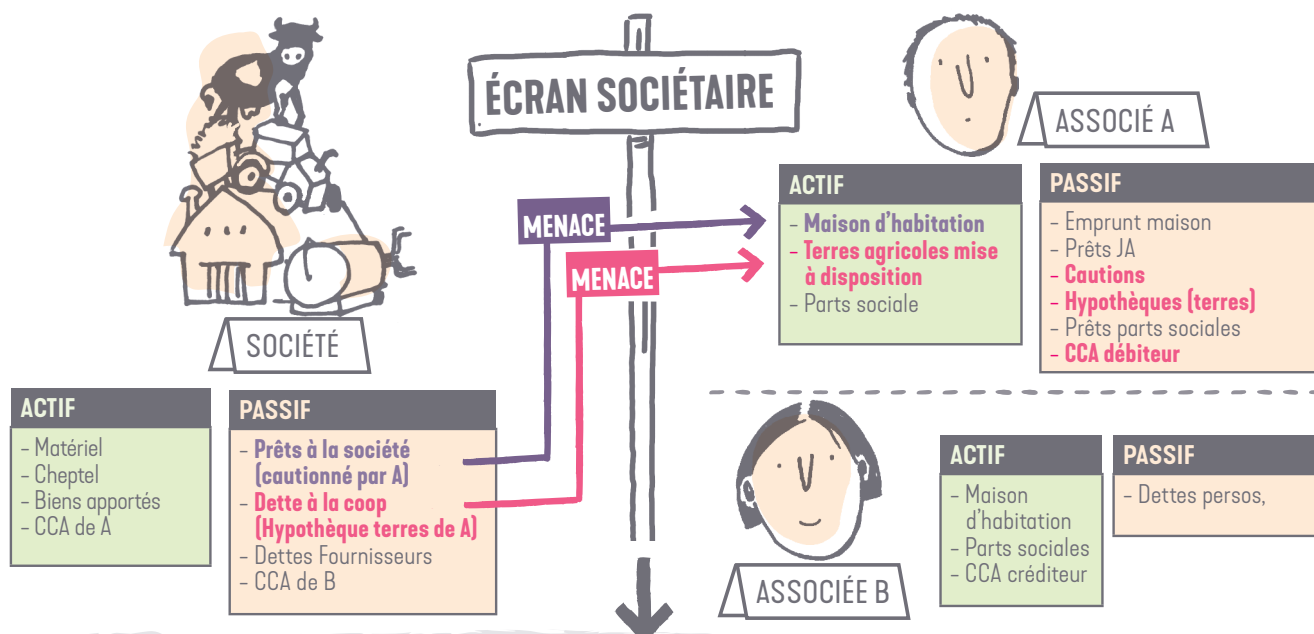 ÉCRAN SOCIÉTAIRE
ASSOCIÉ A
ACTIF
– Maison d'habitation
– Terres agricoles mise
à disposition
– Parts sociale
PASSIF
– Emprunt maison
– Prêts JA
– Cautions
– Hypothèques (terres)
– Prêts parts sociales
– CCA débiteur
MENACE
MENACE
SOCIÉTÉ
ACTIF
– Matériel
– Cheptel
– Biens apportés
– CCA de A
PASSIF
– Prêts à la société
(cautionné par A)
– Dette à la coop
(Hypothèque terres de A)
– Dettes Fournisseurs
– CCA de B
ASSOCIÉE B
ACTIF
– Maison
d'habitation
– Parts sociales
– CCA créditeur
PASSIF
– Dettes persos,